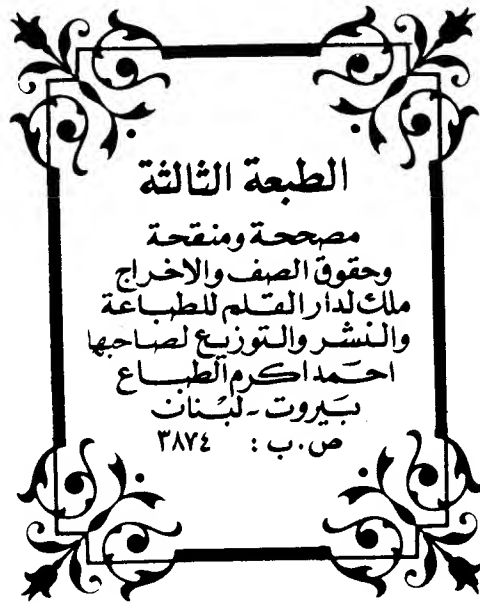 الطبعة الثالثة
مصححة ومنقحة
وحقوق الصف والاخراج
ملك لدار القلم للطباعة
والنشر والتوزيع لصاحبها
احمد اكرم الطباع
بيروت - لبنان
ص.ب : ٣٨٧٤